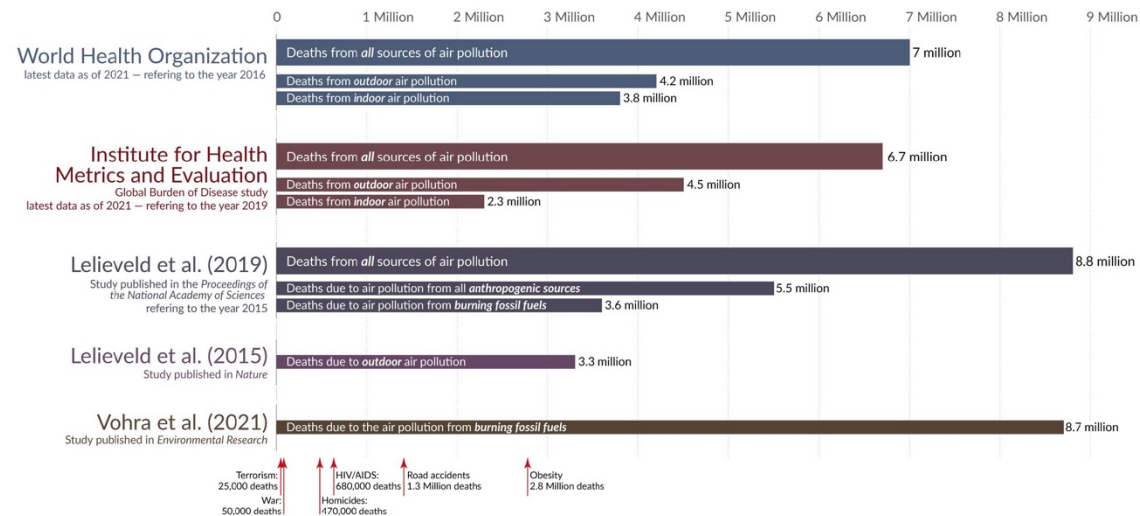 0 1 Million 2 Million 3 Million 4 Million 5 Million 6 Million 7 Million 8 Million 9 Million
World Health Organization
latest data as of 2021 — refering to the year 2016
Deaths from all sources of air pollution
7 million
Deaths from outdoor air pollution
4.2 million
Deaths from indoor air pollution
3.8 million
Institute for Health
Metrics and Evaluation
Global Burden of Disease study
latest data as of 2021 — refering to the year 2019
Deaths from all sources of air pollution
6.7 million
Deaths from outdoor air pollution
4.5 million
Deaths from indoor air pollution
2.3 million
Lelieveld et al. (2019)
Study published in the Proceedings of
the National Academy of Sciences
refering to the year 2015
Deaths from all sources of air pollution
8.8 million
Deaths due to air pollution from all anthropogenic sources
5.5 million
Deaths due to air pollution from burning fossil fuels
3.6 million
Lelieveld et al. (2015)
Study published in Nature
Deaths due to outdoor air pollution
3.3 million
Vohra et al. (2021)
Study published in Environmental Research
Deaths due to the air pollution from burning fossil fuels
8.7 million
Terrorism:
25,000 deaths
War:
50,000 deaths
HIV/AIDS:
680,000 deaths
Homicides:
470,000 deaths
Road accidents
1.3 Million deaths
Obesity
2.8 Million deaths